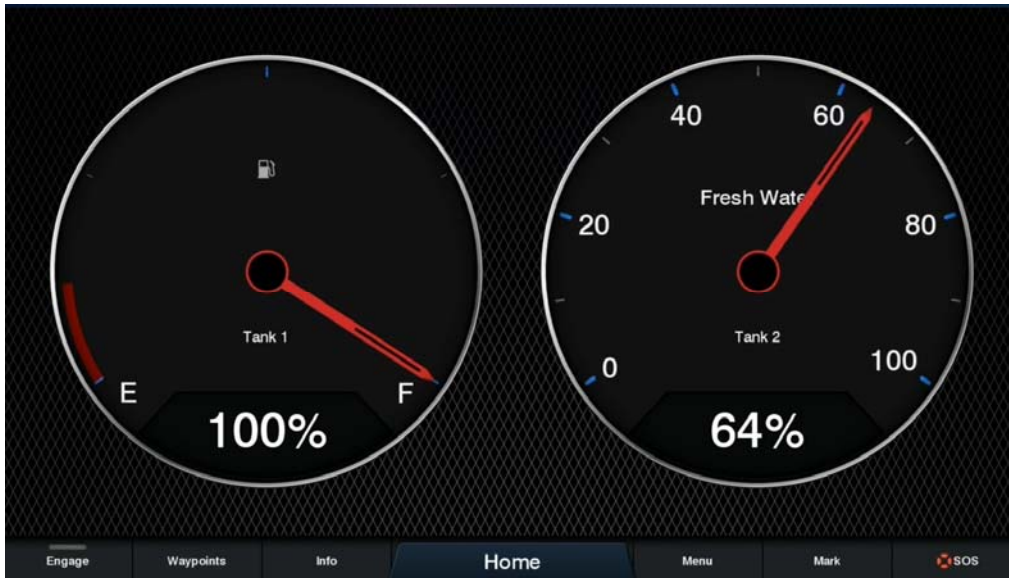 Tank 1
E
F
100%
40
60
Fresh Wate
20
80
Tank 2
0
100
64%
Engage
Waypoints
Info
Home
Menu
Mark
SOS